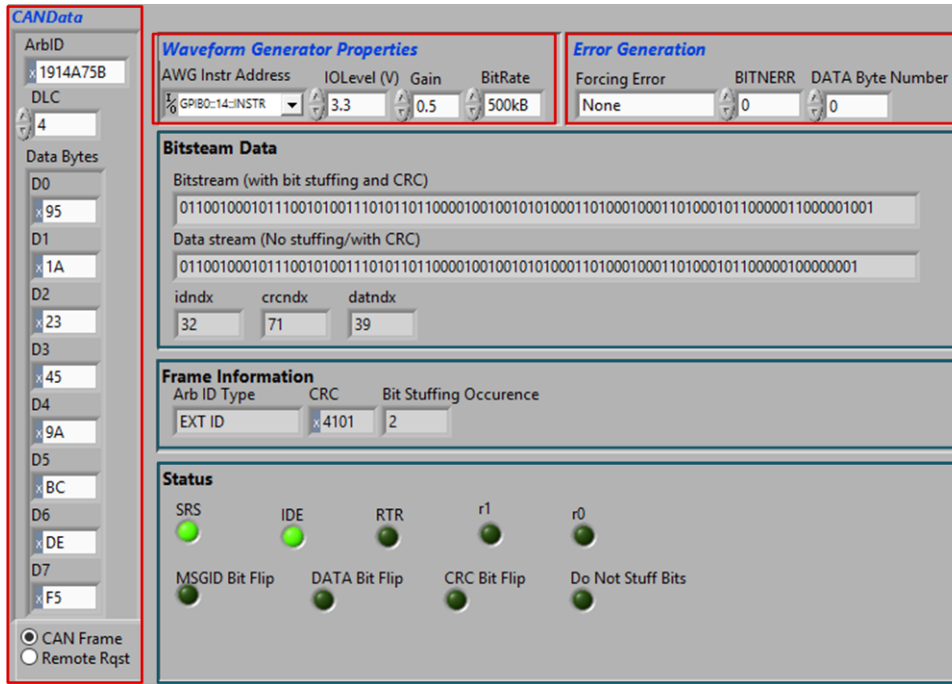 CANData
ArbID
x 1914A75B
DLC
4
Data Bytes
D0
x 95
D1
x 1A
D2
x 23
D3
x 45
D4
x 9A
D5
x BC
D6
x DE
D7
x F5
CAN Frame
Remote Rqst
Waveform Generator Properties
AWG Instr Address IOLevel (V) Gain BitRate
I/O GPIB0::14::INSTR 3.3 0.5 500kB
Error Generation
Forcing Error BITNERR DATA Byte Number
None 0 0
Bitsteam Data
Bitstream (with bit stuffing and CRC)
0110010001011100101001110101101100001001001010100011010001000110100010110000011000001001
Data stream (No stuffing/with CRC)
01100100010111001010011101011011000010010010101000110100010001101000101100000100000001
idndx crcndx datndx
32 71 39
Frame Information
Arb ID Type CRC Bit Stuffing Occurence
EXT ID x 4101 2
Status
SRS IDE RTR r1 r0
MSGID Bit Flip DATA Bit Flip CRC Bit Flip Do Not Stuff Bits